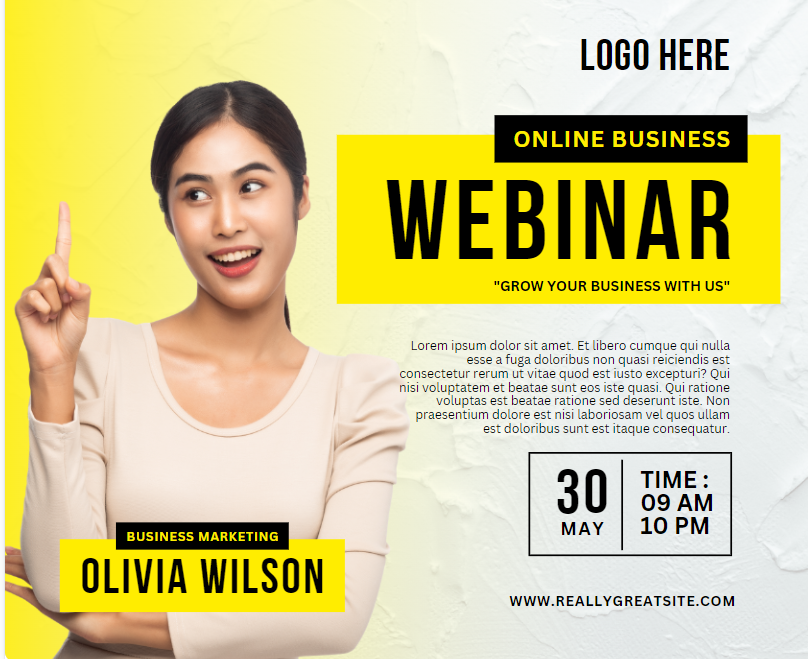 LOGO HERE
ONLINE BUSINESS
WEBINAR
"GROW YOUR BUSINESS WITH US"
Lorem ipsum dolor sit amet. Et libero cumque qui nulla
esse a fuga doloribus non quasi reiciendis est
consectetur rerum ut vitae quod est iusto excepturi? Qui
nisi voluptatem et beatae sunt eos iste quasi. Qui ratione
voluptas est beatae ratione sed deserunt iste. Non
praesentium dolore est nisi laboriosam vel quos ullam
est doloribus sunt est itaque consequatur.
30
MAY
TIME :
09 AM
10 PM
BUSINESS MARKETING
OLIVIA WILSON
WWW.REALLYGREATSITE.COM